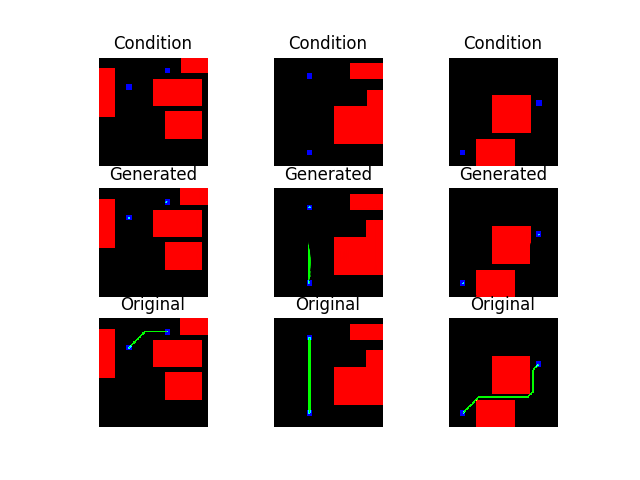 Condition Condition Condition
Generated Generated Generated
Original Original Original